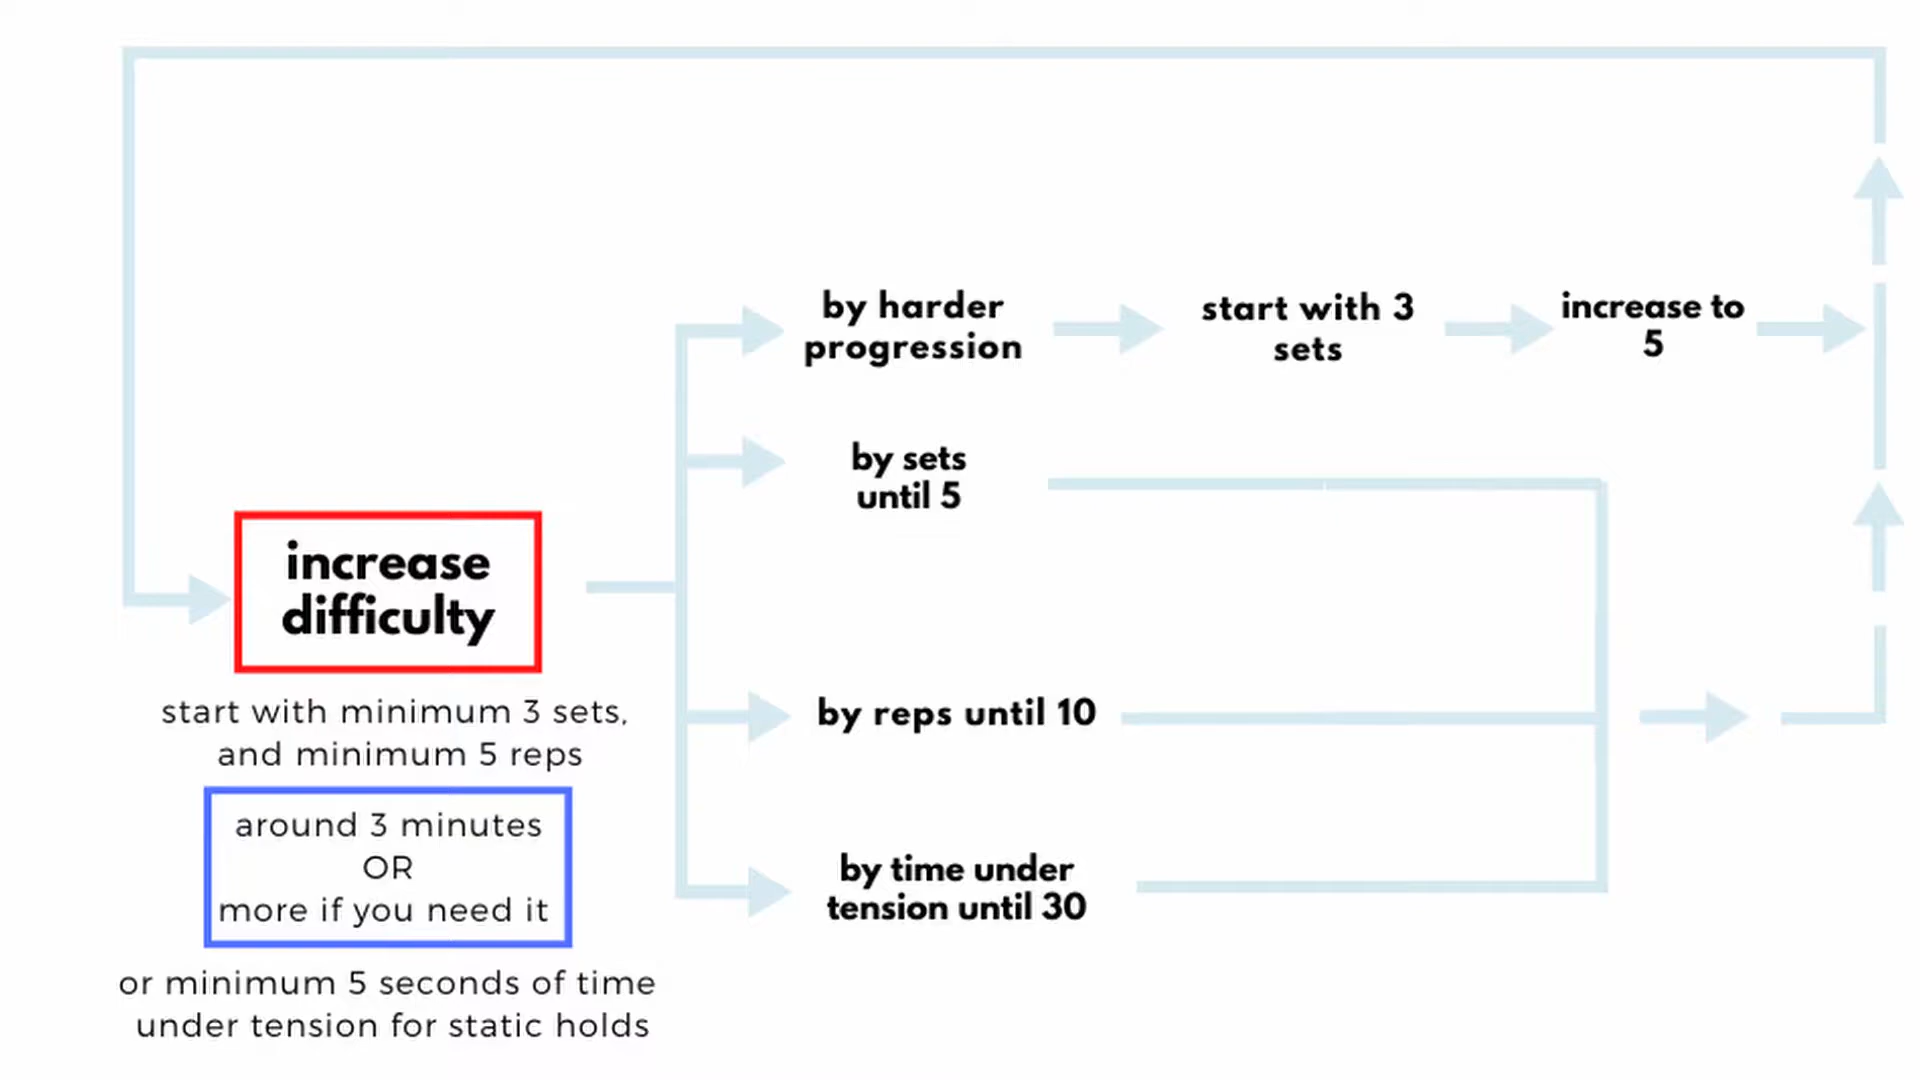 by harder
progression
start with 3
sets
increase to
5
by sets
until 5
increase
difficulty
start with minimum 3 sets,
and minimum 5 reps
by reps until 10
around 3 minutes
OR
more if you need it
by time under
tension until 30
or minimum 5 seconds of time
under tension for static holds